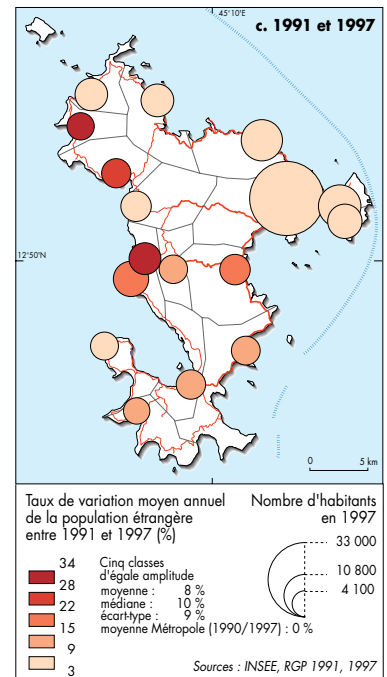 45°10'E
c. 1991 et 1997
12°50'N
0 5 km
Taux de variation moyen annuel
de la population étrangère
entre 1991 et 1997 (%)
34
28
22
15
9
3
Cinq classes
d'égale amplitude
moyenne : 8 %
médiane : 10 %
écart-type : 9 %
moyenne Métropole (1990/1997) : 0 %
Nombre d'habitants
en 1997
33 000
10 800
4 100
Sources : INSEE, RGP 1991, 1997